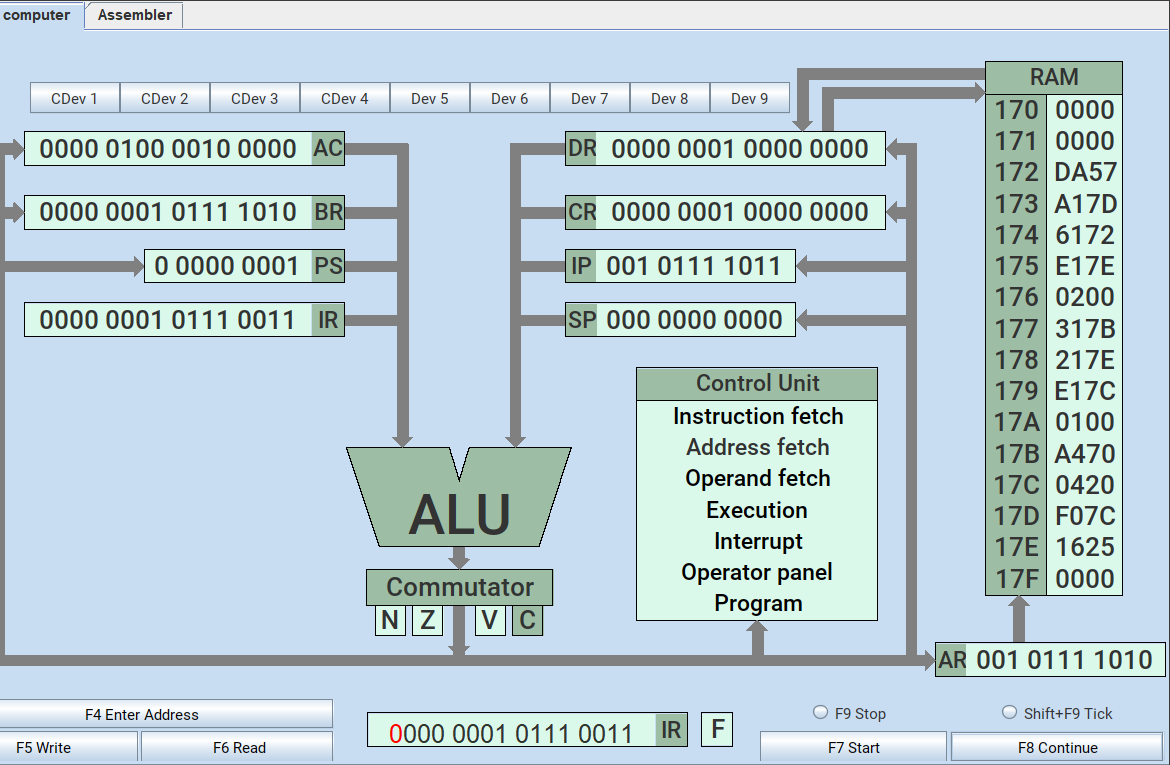 computer Assembler
CDev 1 CDev 2 CDev 3 CDev 4 Dev 5 Dev 6 Dev 7 Dev 8 Dev 9
0000 0100 0010 0000 AC
0000 0001 0111 1010 BR
0 0000 0001 PS
0000 0001 0111 0011 IR
DR 0000 0001 0000 0000
CR 0000 0001 0000 0000
IP 001 0111 1011
SP 000 0000 0000
ALU
Commutator
N Z V C
Control Unit
Instruction fetch
Address fetch
Operand fetch
Execution
Interrupt
Operator panel
Program
RAM
170 0000
171 0000
172 DA57
173 A17D
174 6172
175 E17E
176 0200
177 317B
178 217E
179 E17C
17A 0100
17B A470
17C 0420
17D F07C
17E 1625
17F 0000
AR 001 0111 1010
F4 Enter Address
F5 Write F6 Read
0000 0001 0111 0011 IR F
F9 Stop Shift+F9 Tick
F7 Start F8 Continue